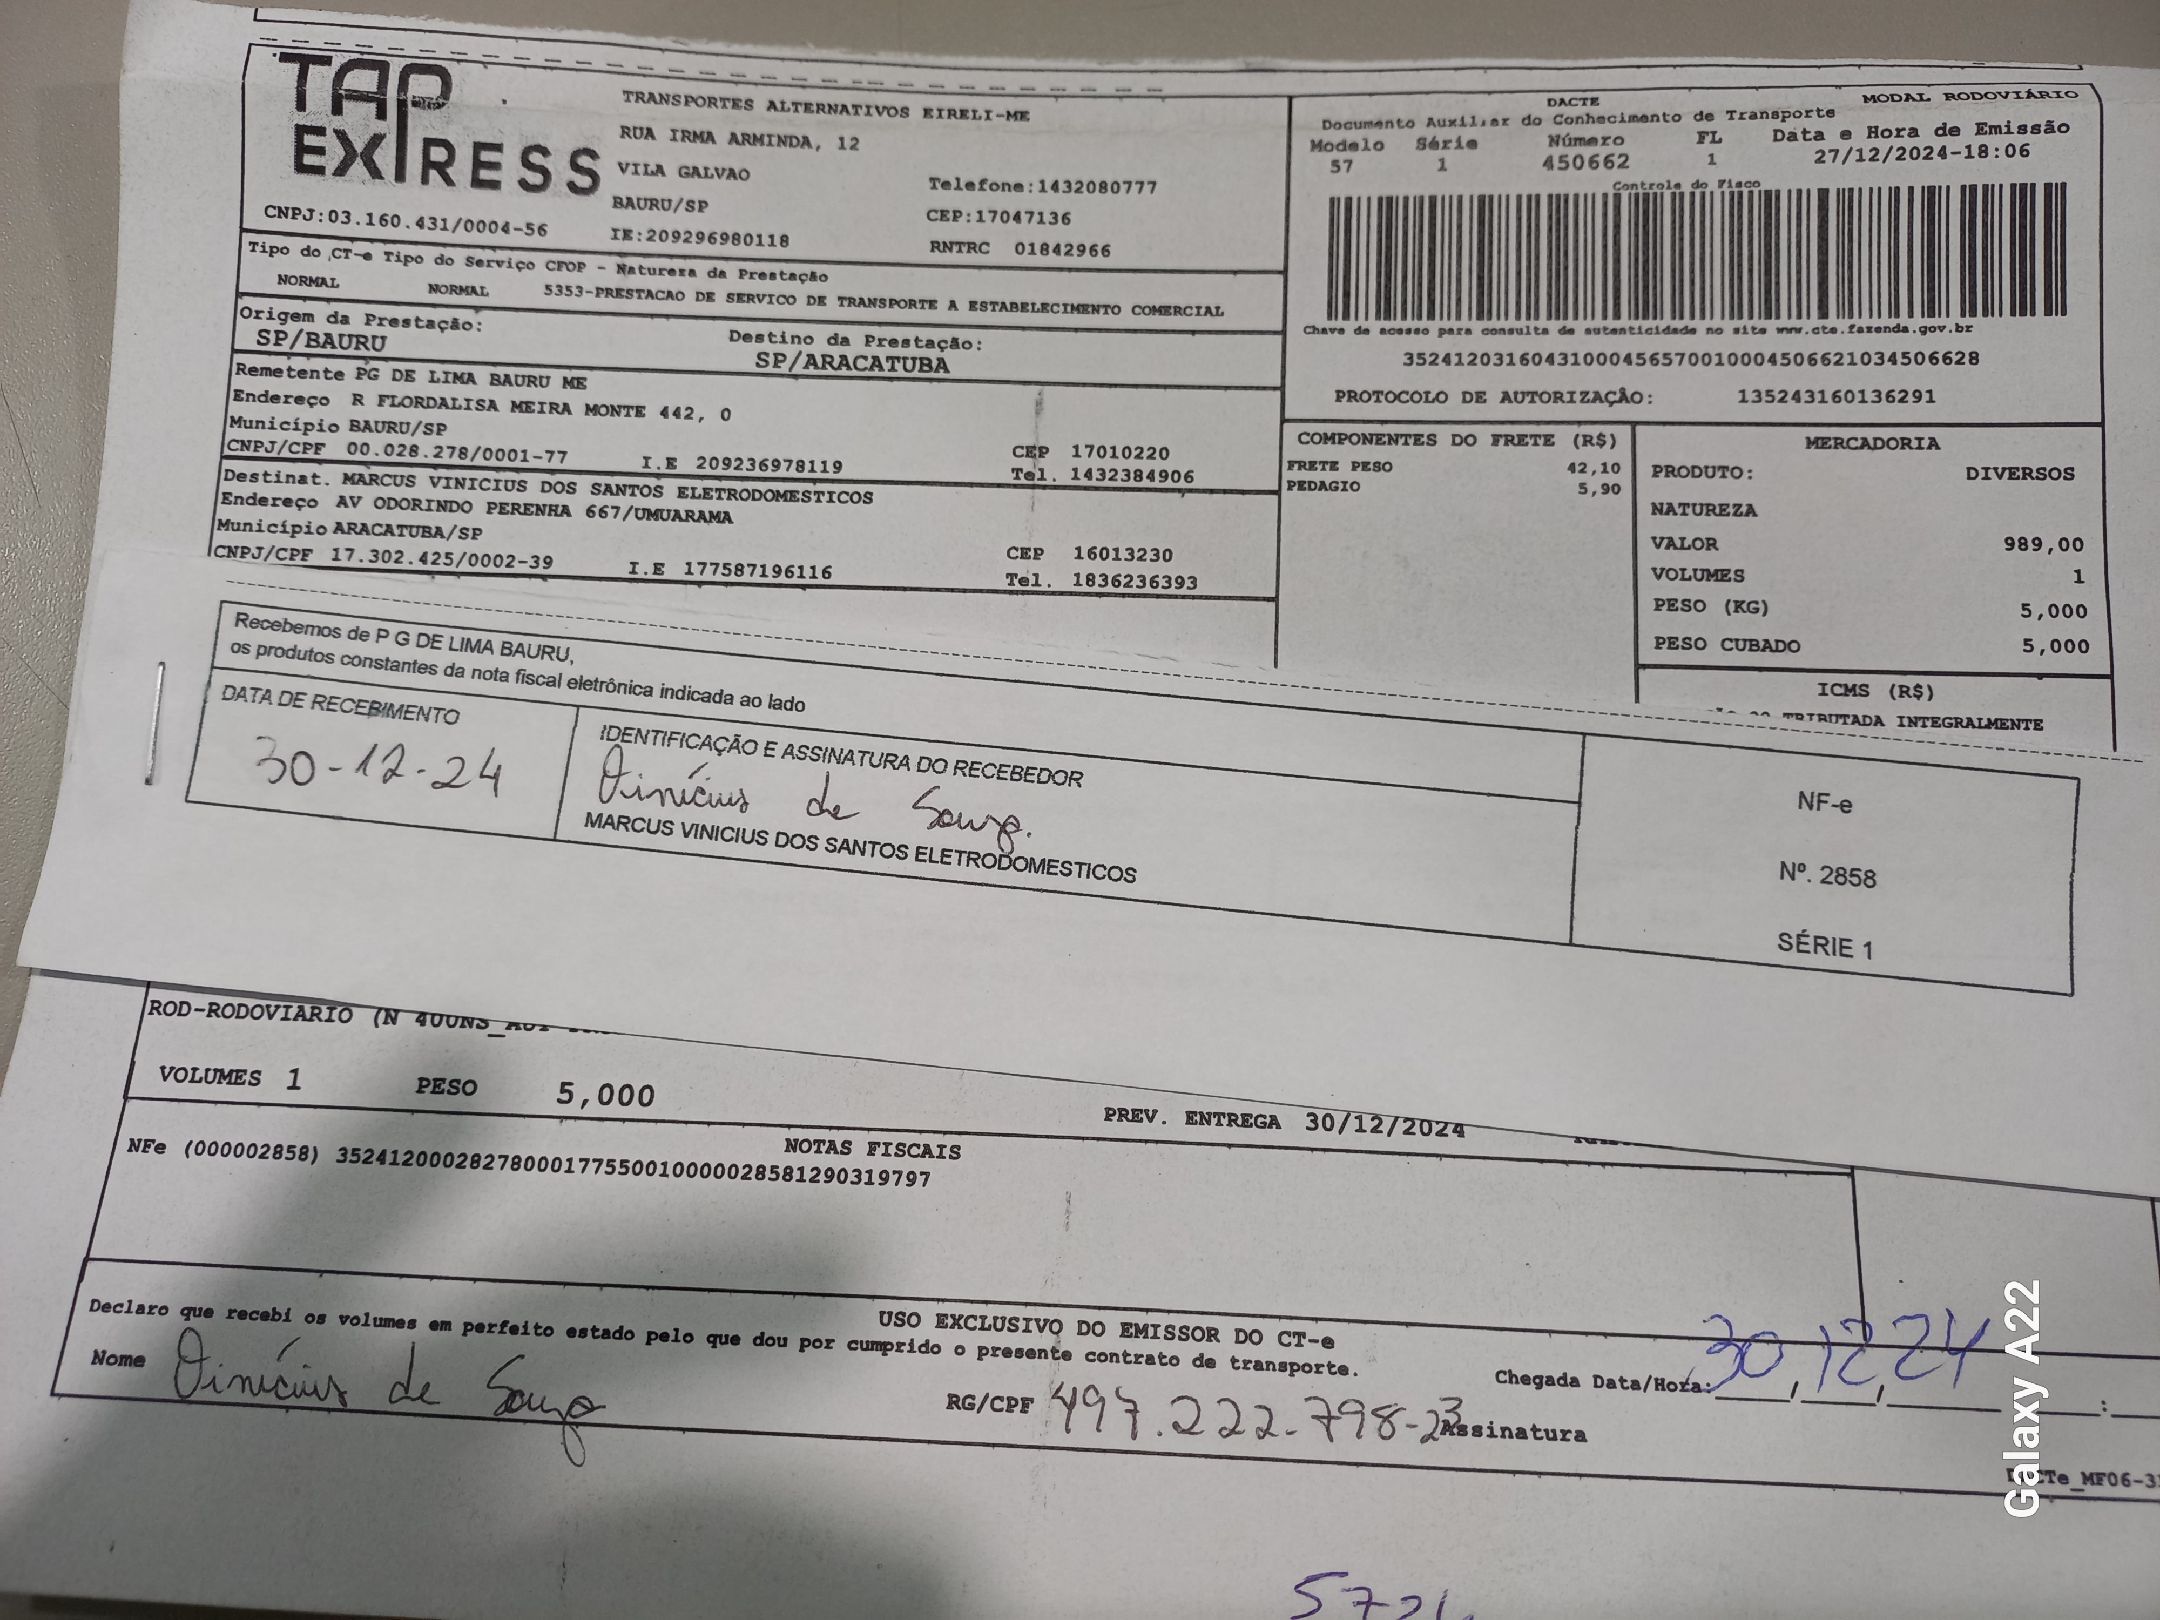 TAP EXPRESS
TRANSPORTES ALTERNATIVOS EIRELI-ME
RUA IRMA ARMINDA, 12
VILA GALVAO
Telefone:1432080777
BAURU/SP
CEP:17047136
CNPJ:03.160.431/0004-56
IE:209296980118
RNTRC 01842966
Tipo do CT-e Tipo do Serviço CFOP - Natureza da Prestação
NORMAL NORMAL 5353-PRESTACAO DE SERVICO DE TRANSPORTE A ESTABELECIMENTO COMERCIAL
Origem da Prestação:
SP/BAURU
Destino da Prestação:
SP/ARACATUBA
Remetente PG DE LIMA BAURU ME
Endereço R FLORDALISA MEIRA MONTE 442, 0
Município BAURU/SP
CEP 17010220
CNPJ/CPF 00.028.278/0001-77 I.E 209236978119 Tel. 1432384906
Destinat. MARCUS VINICIUS DOS SANTOS ELETRODOMESTICOS
Endereço AV ODORINDO PERENHA 667/UMUARAMA
Município ARACATUBA/SP
CEP 16013230
CNPJ/CPF 17.302.425/0002-39 I.E 177587196116 Tel. 1836236393
DACTE MODAL RODOVIÁRIO
Documento Auxiliar do Conhecimento de Transporte
Modelo Série Número FL Data e Hora de Emissão
57 1 450662 1 27/12/2024-18:06
Controle do Fisco
Chave de acesso para consulta de autenticidade no site www.cte.fazenda.gov.br
35241203160431000456570010004506621034506628
PROTOCOLO DE AUTORIZAÇÂO: 135243160136291
COMPONENTES DO FRETE (R$)
FRETE PESO 42,10
PEDAGIO 5,90
MERCADORIA
PRODUTO: DIVERSOS
NATUREZA
VALOR 989,00
VOLUMES 1
PESO (KG) 5,000
PESO CUBADO 5,000
ICMS (R$)
TRIBUTADA INTEGRALMENTE
Recebemos de P G DE LIMA BAURU,
os produtos constantes da nota fiscal eletrônica indicada ao lado
DATA DE RECEBIMENTO
30-12-24
IDENTIFICAÇÃO E ASSINATURA DO RECEBEDOR
Vinícius de Souza.
MARCUS VINICIUS DOS SANTOS ELETRODOMESTICOS
NF-e
Nº. 2858
SÉRIE 1
ROD-RODOVIARIO (N
VOLUMES 1 PESO 5,000
PREV. ENTREGA 30/12/2024
NOTAS FISCAIS
NFe (000002858) 35241200028278000177550010000028581290319797
USO EXCLUSIVO DO EMISSOR DO CT-e
Declaro que recebi os volumes em perfeito estado pelo que dou por cumprido o presente contrato de transporte.
Nome Vinícius de Souza
RG/CPF 497.222.798-23
Assinatura
Chegada Data/Hora: 30,12,24 :
Galaxy A22